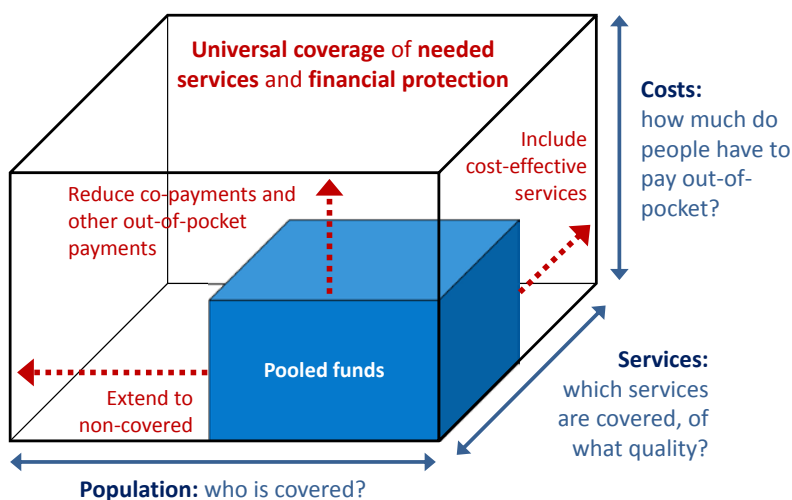 Universal coverage of needed
services and financial protection
Costs:
how much do
people have to
pay out-of-
pocket?
Include
cost-effective
services
Reduce co-payments and
other out-of-pocket
payments
Pooled funds
Extend to
non-covered
Services:
which services
are covered, of
what quality?
Population: who is covered?